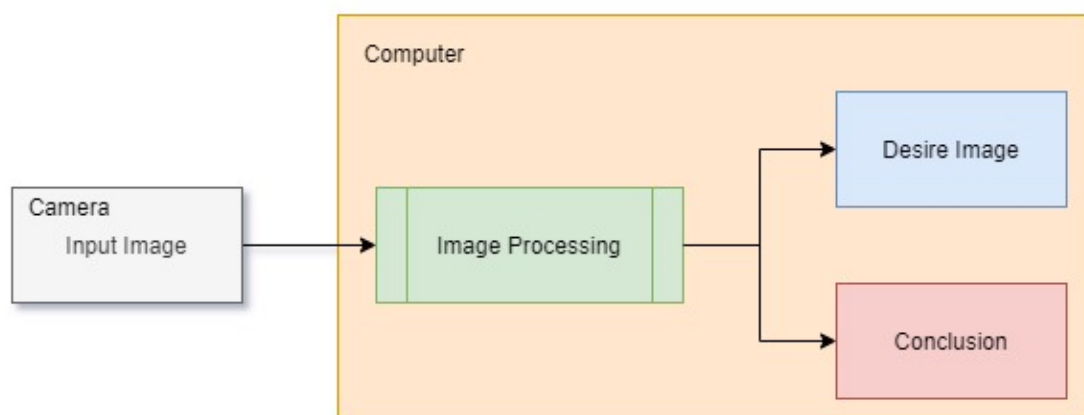 Computer
Desire Image
Camera
Input Image
Image Processing
Conclusion